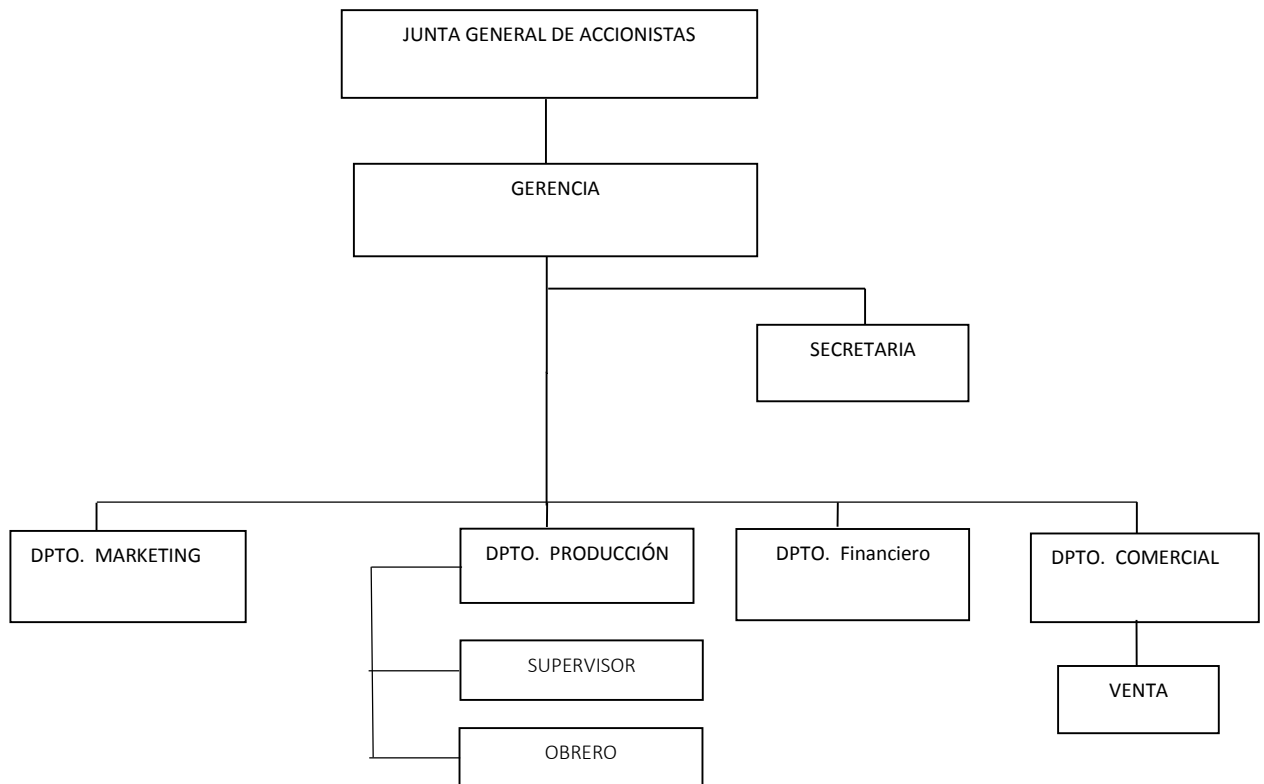 JUNTA GENERAL DE ACCIONISTAS
GERENCIA
SECRETARIA
DPTO. MARKETING
DPTO. PRODUCCIÓN
DPTO. Financiero
DPTO. COMERCIAL
SUPERVISOR
VENTA
OBRERO